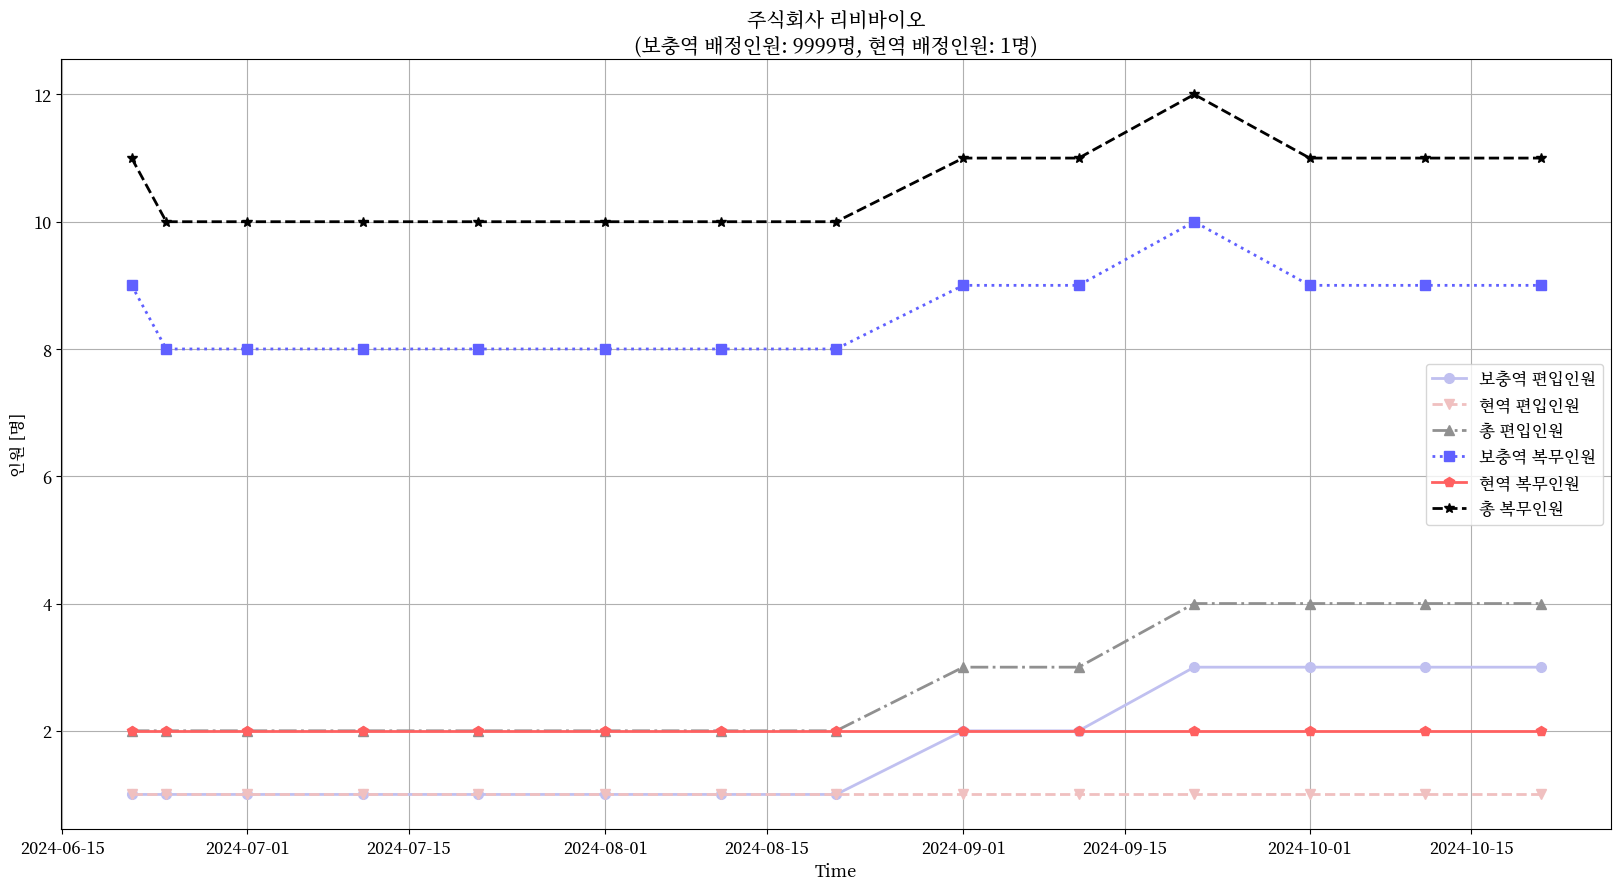 주식회사 리비바이오
(보충역 배정인원: 9999명, 현역 배정인원: 1명)
12
10
8
6
4
2
인원 [명]
보충역 편입인원
현역 편입인원
총 편입인원
보충역 복무인원
현역 복무인원
총 복무인원
2024-06-15
2024-07-01
2024-07-15
2024-08-01
2024-08-15
2024-09-01
2024-09-15
2024-10-01
2024-10-15
Time